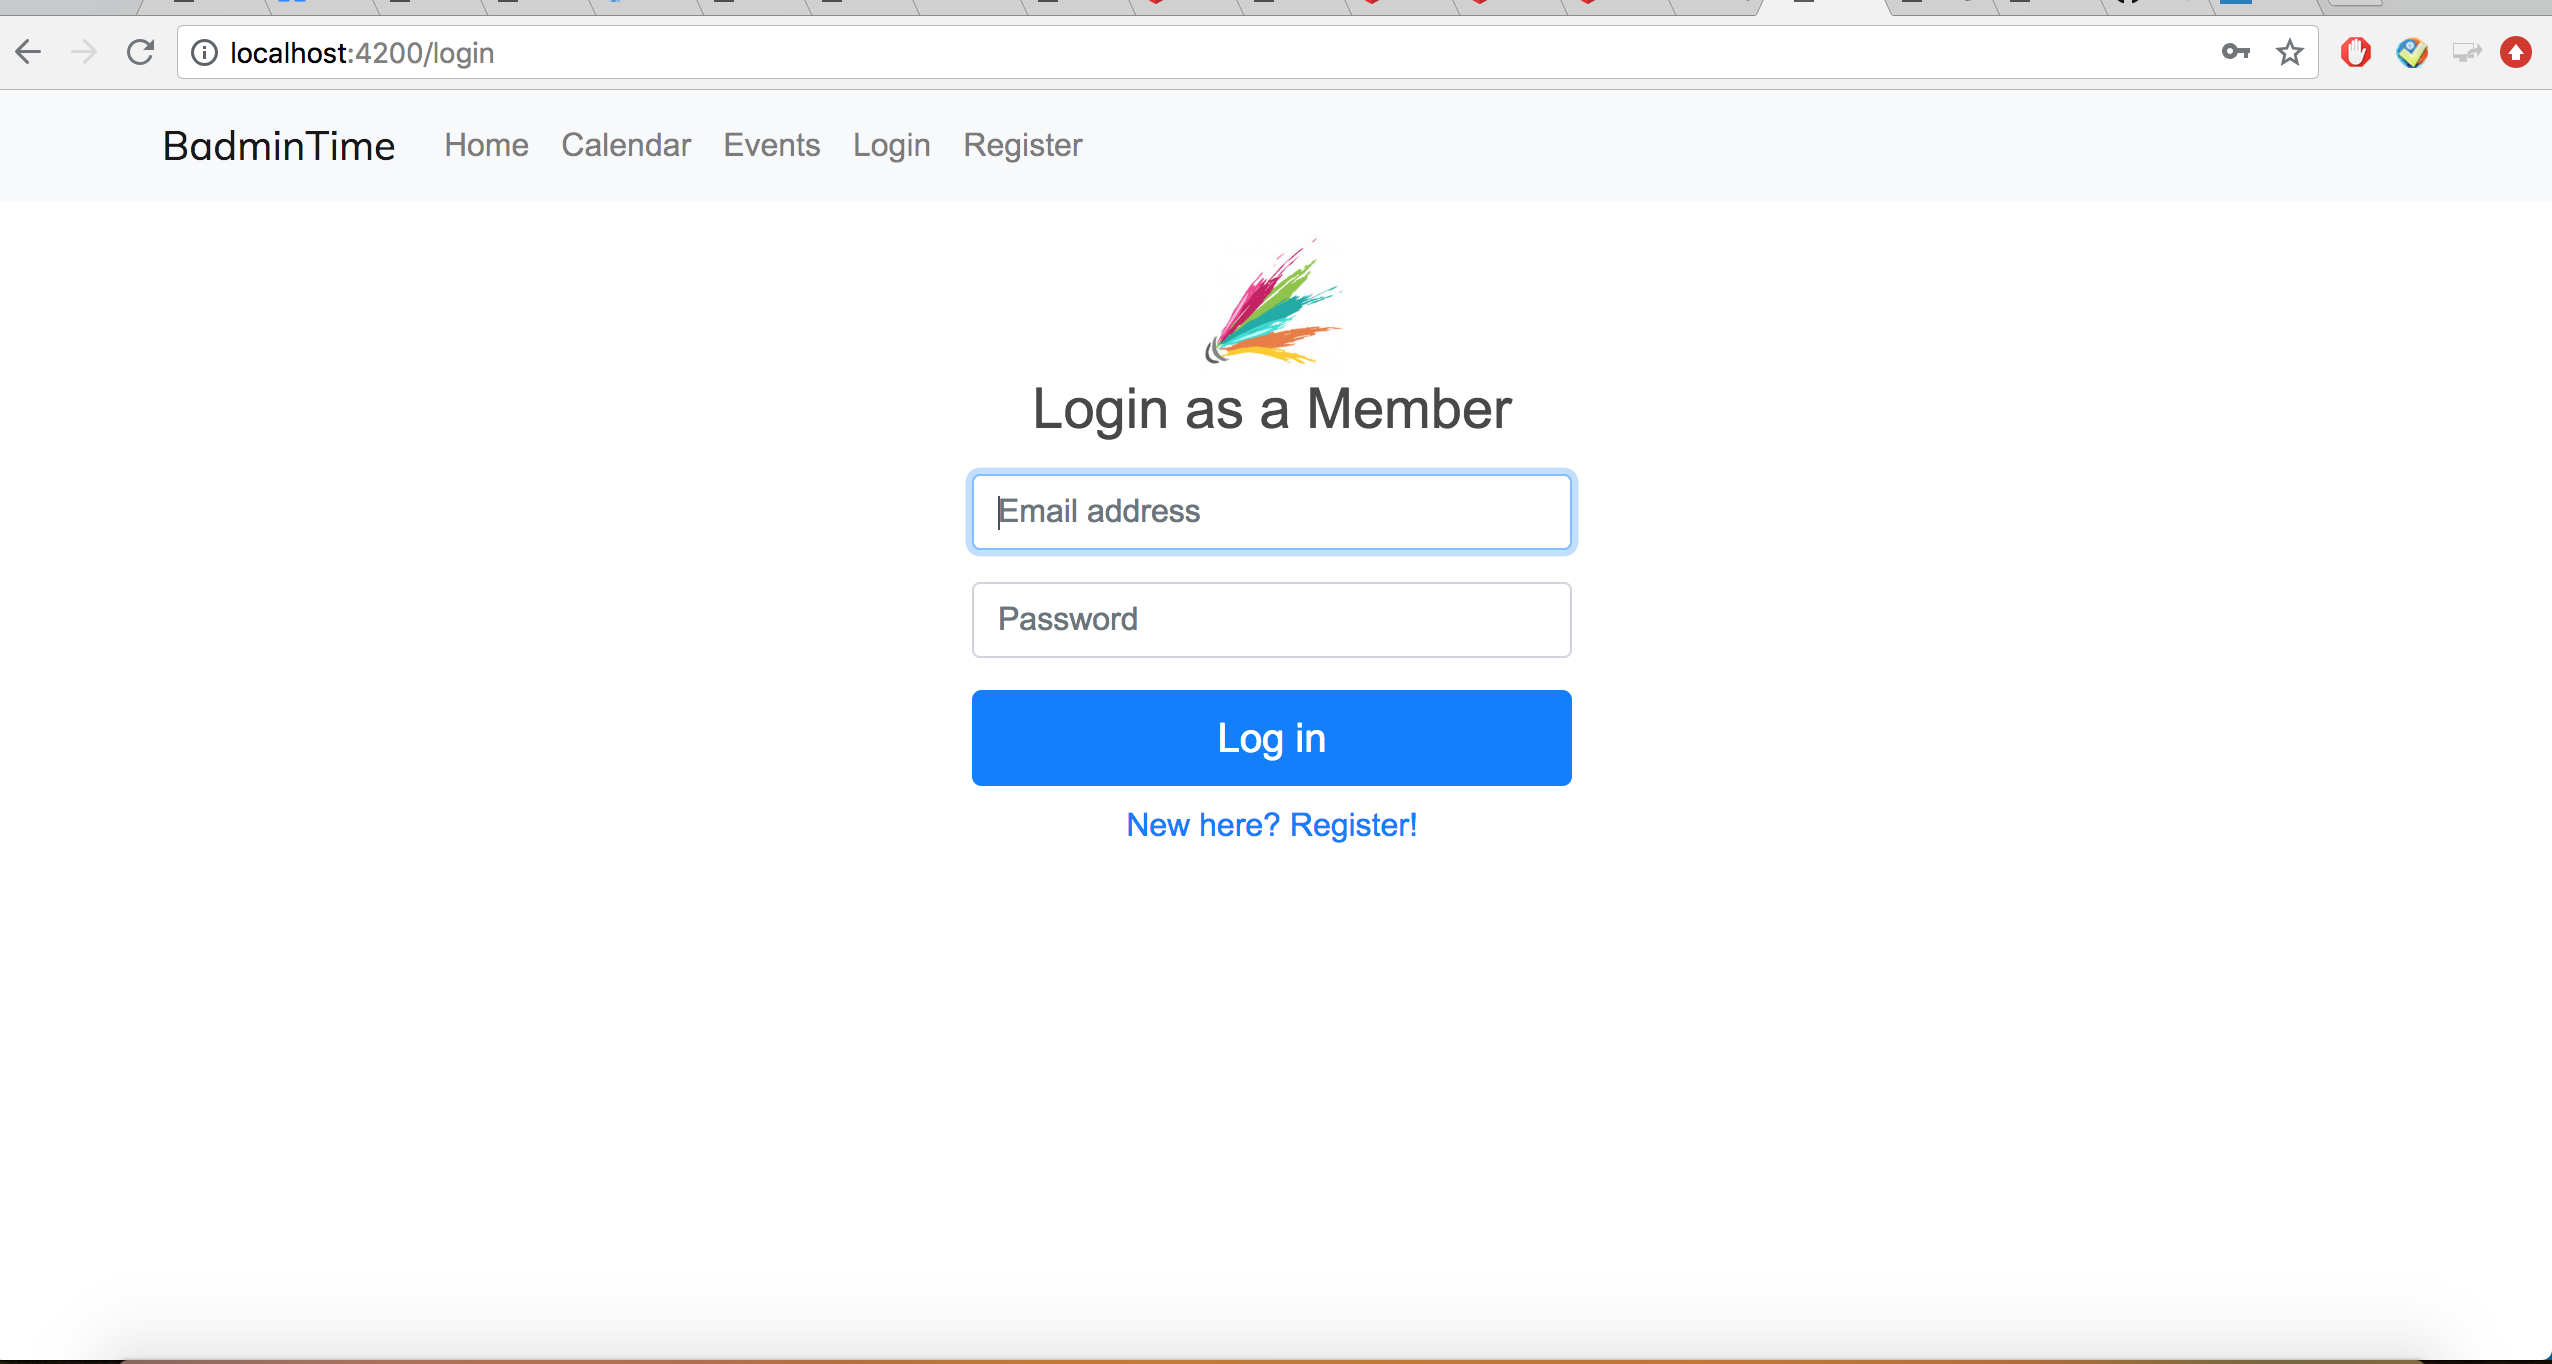 localhost:4200/login
BadminTime Home Calendar Events Login Register
Login as a Member
Email address
Password
Log in
New here? Register!